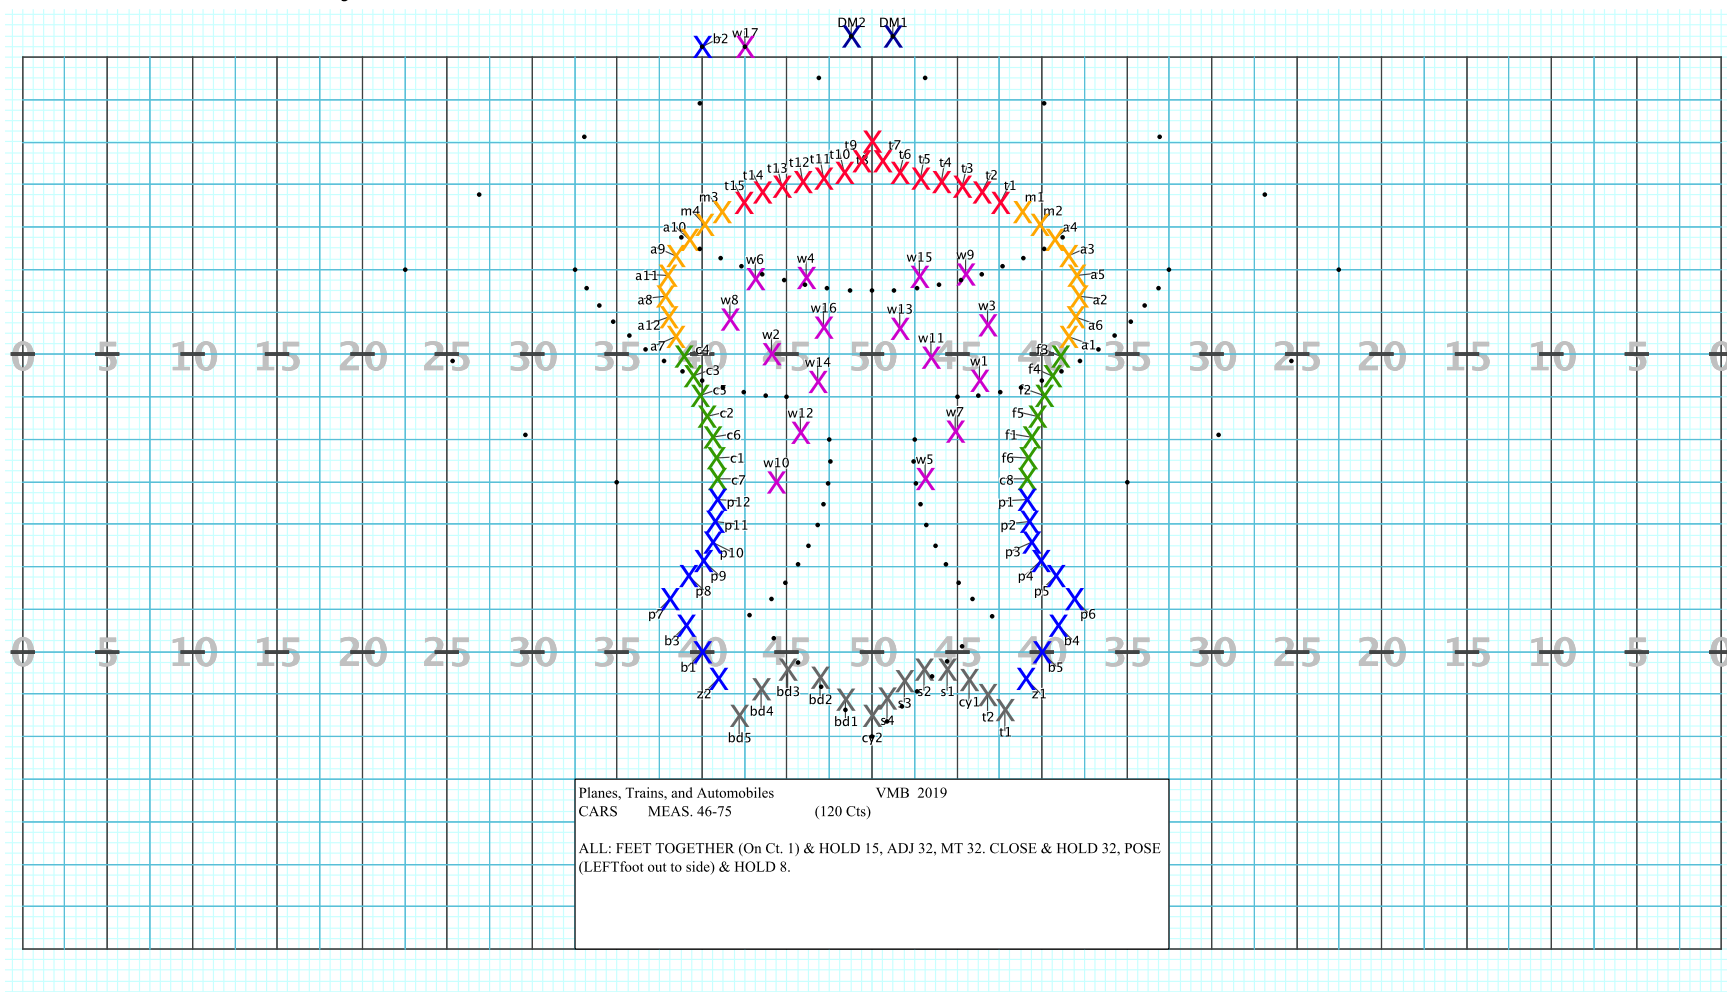 DM2 DM1
b2 w17
t9 t7
t13 t12 t11 t10 t8 t6 t5 t4 t3
t15 t14 t2 t1
m3 m1
m4 m2
a10 a4
a9 w6 w4 w15 w9 a3
a11 a5
a8 w8 w16 w13 w3 a2
a12 a6
a7 w2 w11 a1
0 5 10 15 20 25 30 35 40 45 50 45 40 35 30 25 20 15 10 5 0
c4 f3
c3 w14 w1 f4
c5 f2
c2 w12 w7 f5
c6 f1
c1 w10 w5 f6
c7 c8
p12 p1
p11 p2
p10 p3
p9 p4
p8 p5
p7 p6
b3 b4
0 5 10 15 20 25 30 35 40 45 50 45 40 35 30 25 20 15 10 5 0
b1 b5
z2 bd3 s2 s1 z1
bd4 bd2 s3 cy1
bd5 bd1 cy2 s4 t2 t1
Planes, Trains, and Automobiles VMB 2019
CARS MEAS. 46-75 (120 Cts)
ALL: FEET TOGETHER (On Ct. 1) & HOLD 15, ADJ 32, MT 32. CLOSE & HOLD 32, POSE
(LEFTfoot out to side) & HOLD 8.